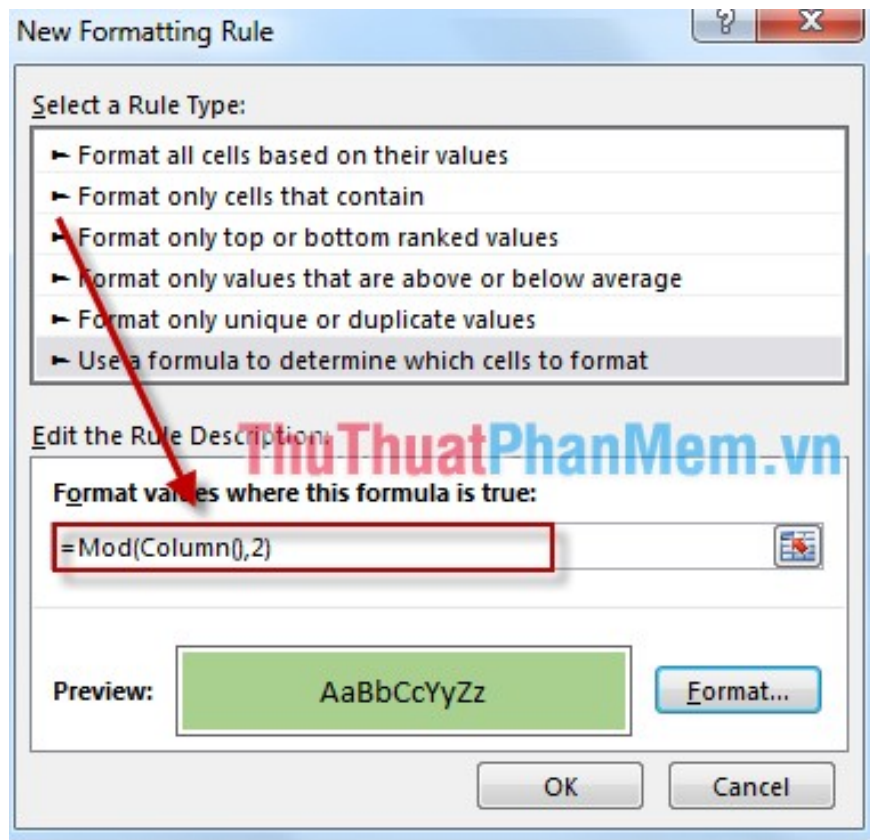 New Formatting Rule
? X
Select a Rule Type:
► Format all cells based on their values
► Format only cells that contain
► Format only top or bottom ranked values
► Format only values that are above or below average
► Format only unique or duplicate values
► Use a formula to determine which cells to format
Edit the Rule Description:
ThuThuatPhanMem.vn
Format values where this formula is true:
=Mod(Column(),2)
Preview:
AaBbCcYyZz
Format...
OK
Cancel